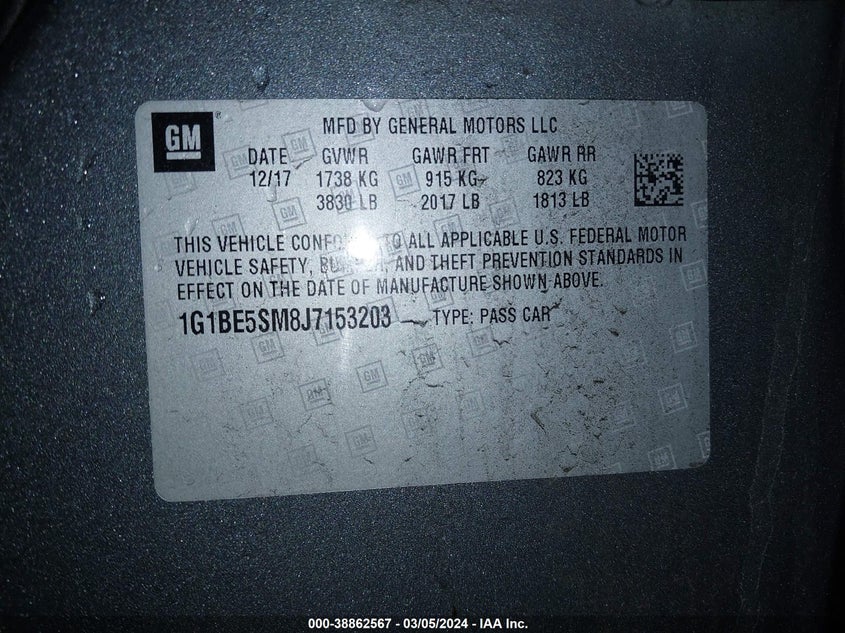 GM ®
MFD BY GENERAL MOTORS LLC
DATE GVWR GAWR FRT GAWR RR
12/17 1738 KG 915 KG 823 KG
3830 LB 2017 LB 1813 LB
THIS VEHICLE CONFORMS TO ALL APPLICABLE U.S. FEDERAL MOTOR
VEHICLE SAFETY, BUMPER, AND THEFT PREVENTION STANDARDS IN
EFFECT ON THE DATE OF MANUFACTURE SHOWN ABOVE.
1G1BE5SM8J7153203 TYPE: PASS CAR
000-38862567 - 03/05/2024 - IAA Inc.